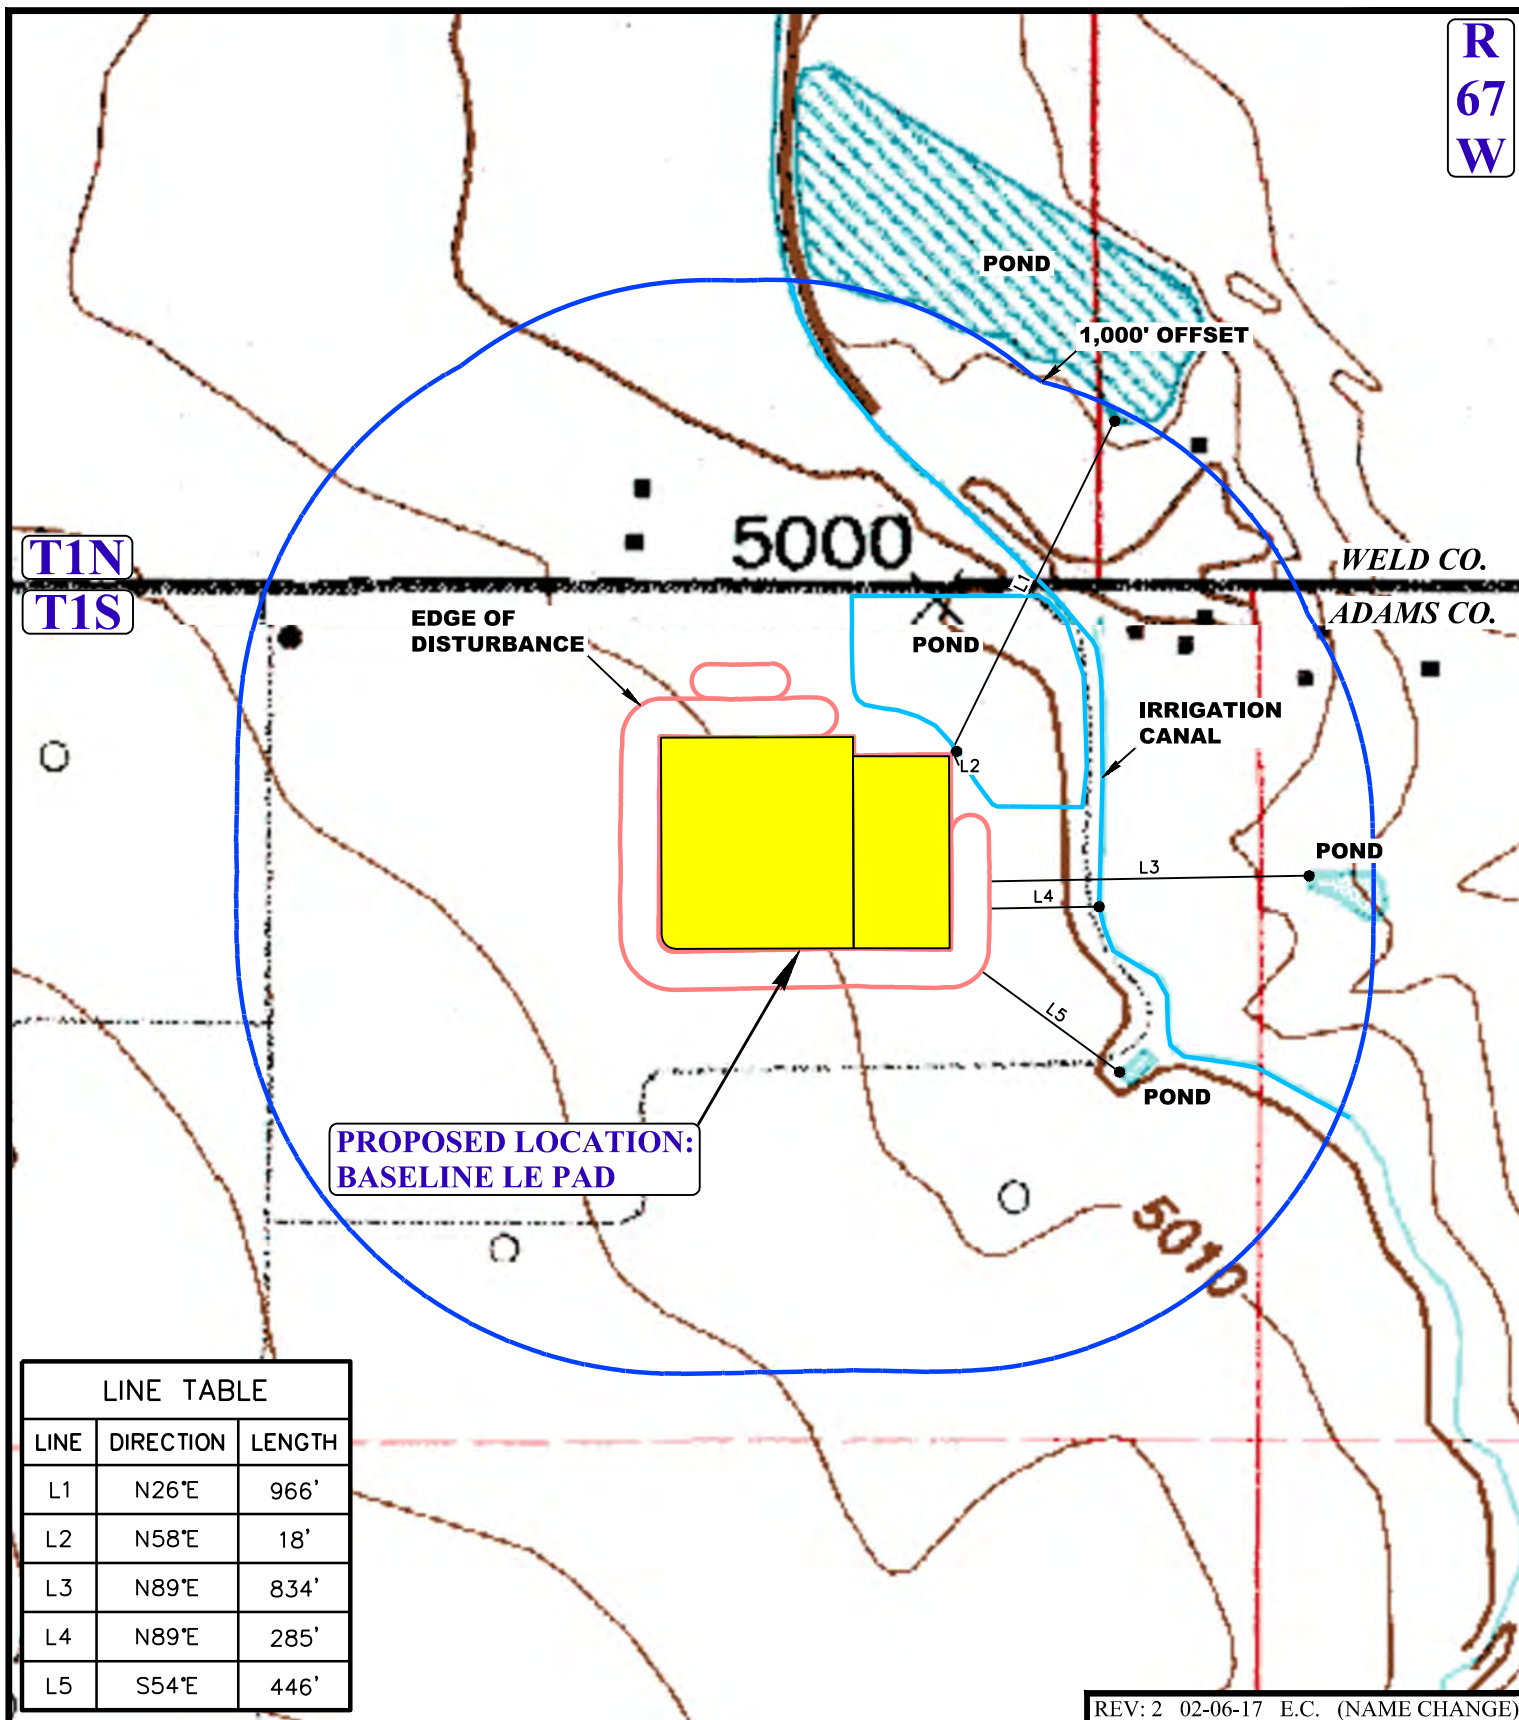 R
67
W
POND
1,000' OFFSET
5000
L1
WELD CO.
T1N
T1S
ADAMS CO.
EDGE OF
DISTURBANCE
POND
IRRIGATION
CANAL
L2
POND
L3
L4
L5
POND
PROPOSED LOCATION:
BASELINE LE PAD
5010
LINE TABLE
LINE DIRECTION LENGTH
L1 N26°E 966'
L2 N58°E 18'
L3 N89°E 834'
L4 N89°E 285'
L5 S54°E 446'
REV: 2 02-06-17 E.C. (NAME CHANGE)